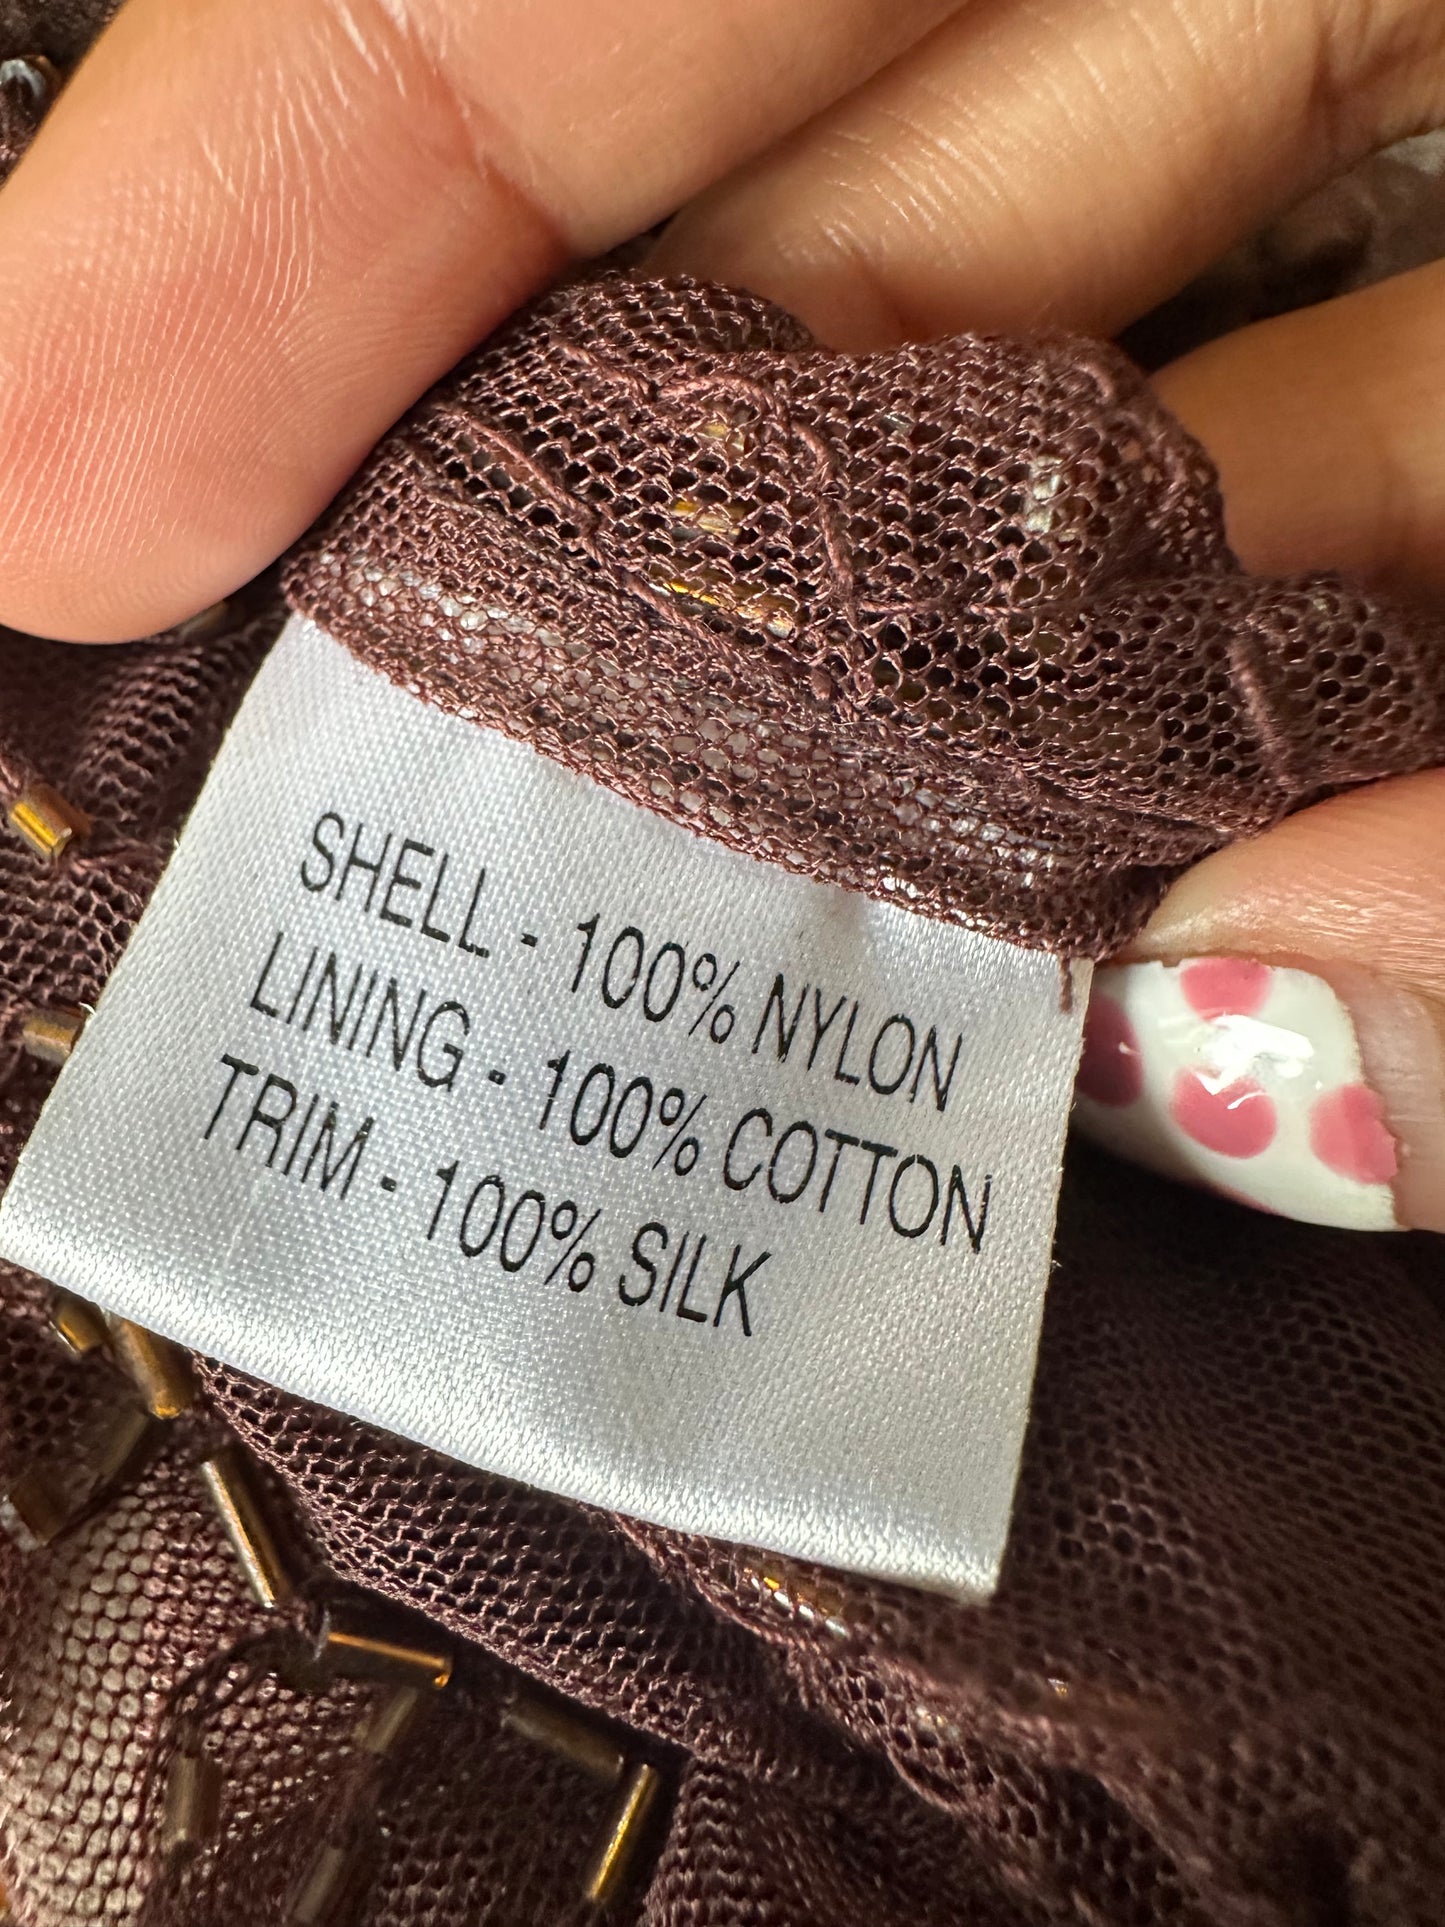 SHELL - 100% NYLON
LINING - 100% COTTON
TRIM - 100% SILK